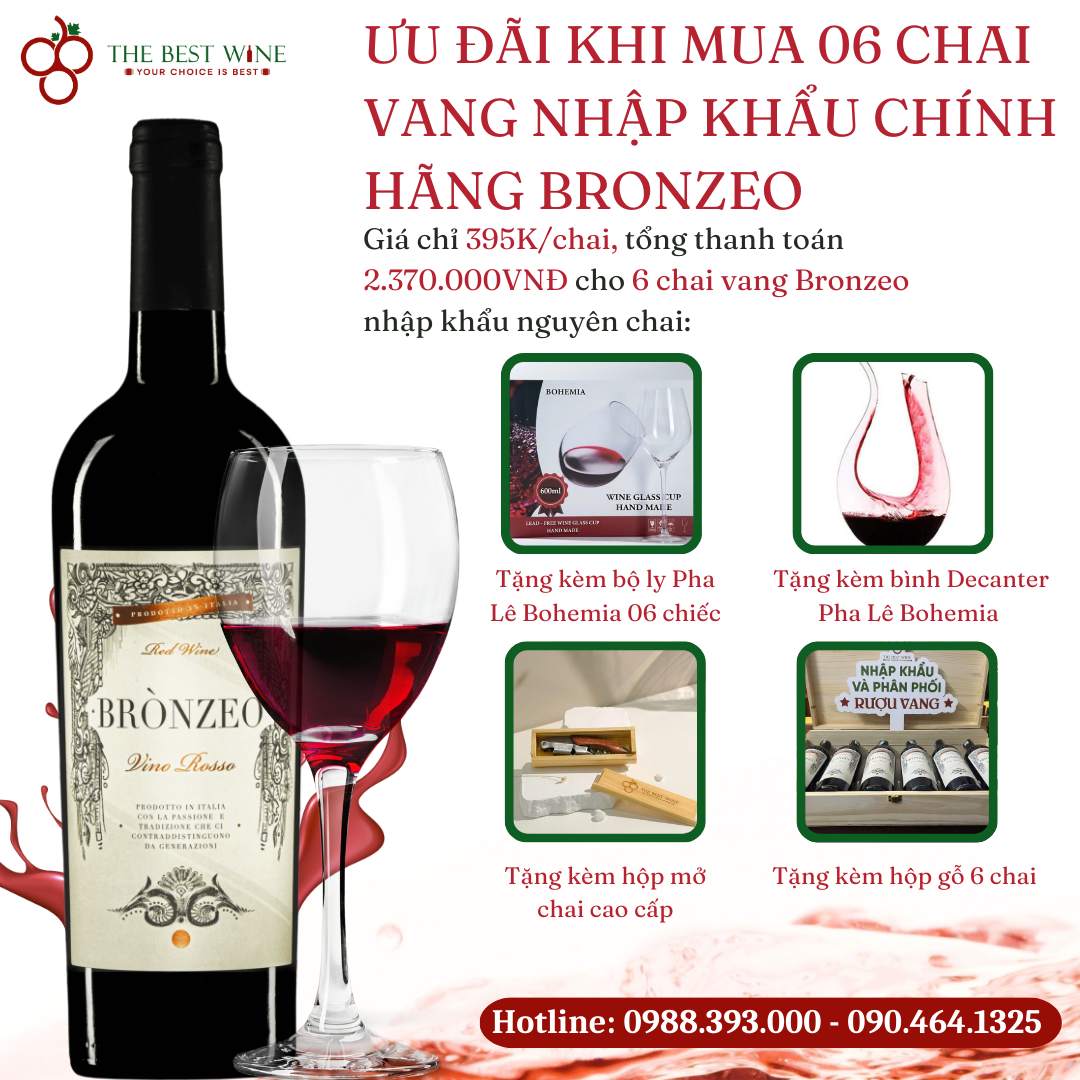 THE BEST WINE
YOUR CHOICE IS BEST
ƯU ĐÃI KHI MUA 06 CHAI
VANG NHẬP KHẨU CHÍNH
HÃNG BRONZEO
Giá chỉ 395K/chai, tổng thanh toán
2.370.000VNĐ cho 6 chai vang Bronzeo
nhập khẩu nguyên chai:
BOHEMIA
600ml
WINE GLASS CUP
HAND MADE
LEAD - FREE WINE GLASS CUP
HAND MADE
Tặng kèm bộ ly Pha
Lê Bohemia 06 chiếc
Tặng kèm bình Decanter
Pha Lê Bohemia
PRODOTTO IN ITALIA
Red Wine
BRÒNZEO
Vino Rosso
PRODOTTO IN ITALIA
CON LA PASSIONE E
TRADIZIONE CHE CI
CONTRADDISTINGUONO
DA GENERAZIONI
THE BEST WINE
THE BEST WINE
NHẬP KHẨU
VÀ PHÂN PHỐI
RƯỢU VANG
Tặng kèm hộp mở
chai cao cấp
Tặng kèm hộp gỗ 6 chai
Hotline: 0988.393.000 - 090.464.1325